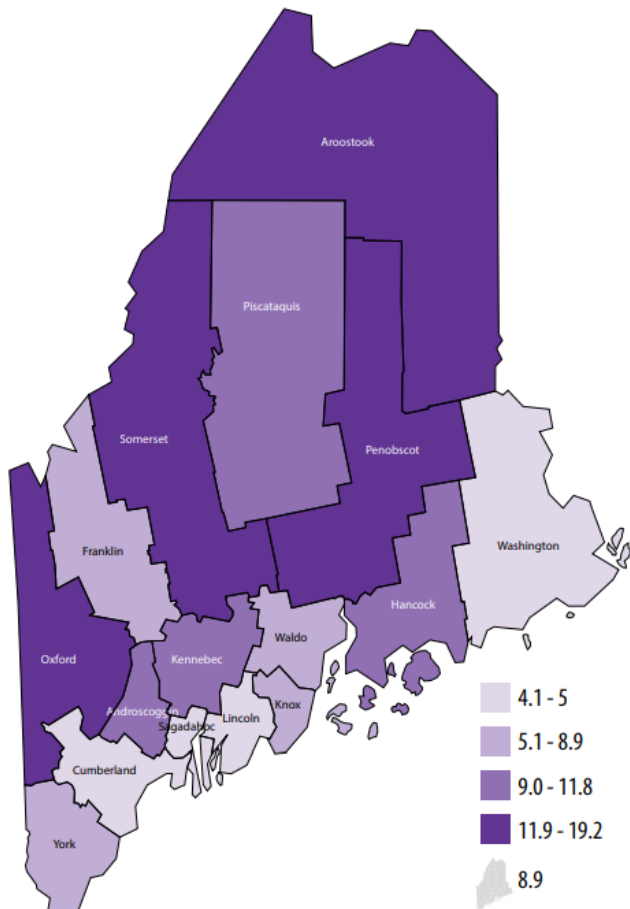 Aroostook
Piscataquis
Somerset
Penobscot
Washington
Franklin
Hancock
Waldo
Oxford
Kennebec
Androscoggin
Knox
Lincoln
Sagadahoc
Cumberland
York
4.1 - 5
5.1 - 8.9
9.0 - 11.8
11.9 - 19.2
8.9